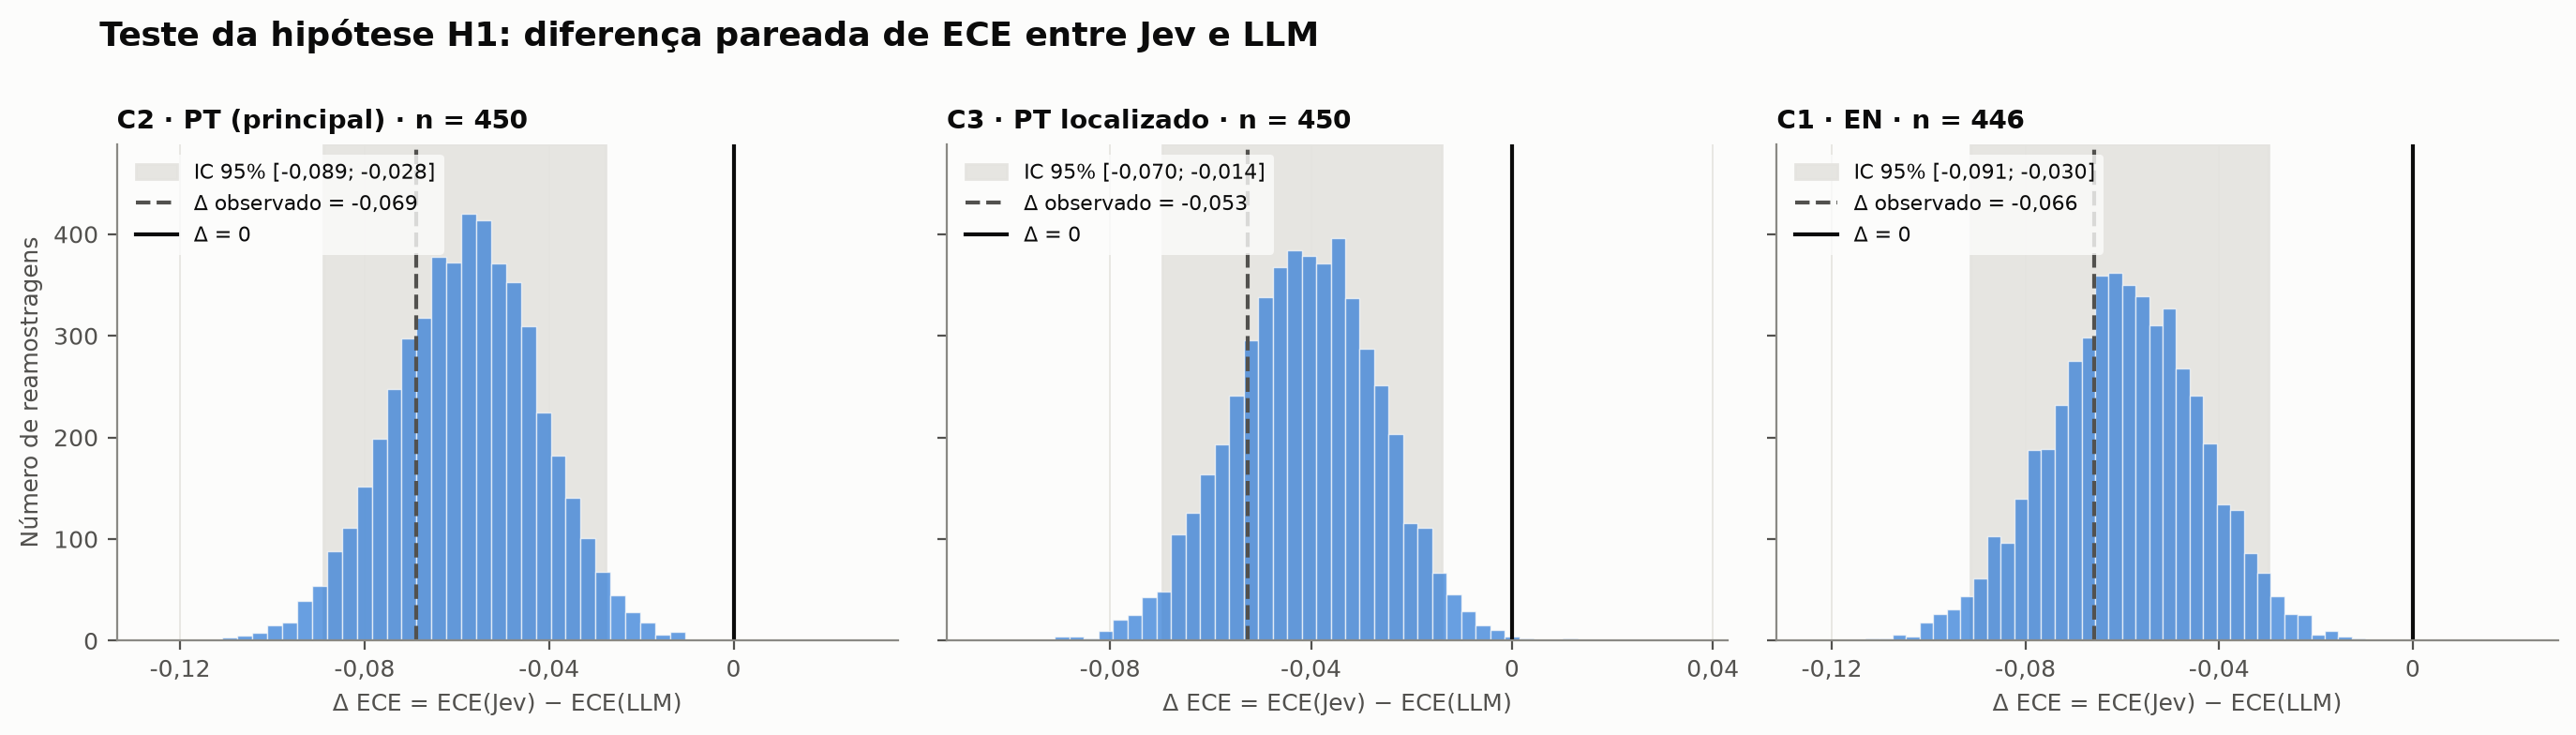 Teste da hipótese H1: diferença pareada de ECE entre Jev e LLM
C2 · PT (principal) · n = 450
IC 95% [-0,089; -0,028]
Δ observado = -0,069
Δ = 0
Número de reamostragens
400
300
200
100
0
-0,12
-0,08
-0,04
0
Δ ECE = ECE(Jev) − ECE(LLM)
C3 · PT localizado · n = 450
IC 95% [-0,070; -0,014]
Δ observado = -0,053
Δ = 0
-0,08
-0,04
0
0,04
Δ ECE = ECE(Jev) − ECE(LLM)
C1 · EN · n = 446
IC 95% [-0,091; -0,030]
Δ observado = -0,066
Δ = 0
-0,12
-0,08
-0,04
0
Δ ECE = ECE(Jev) − ECE(LLM)